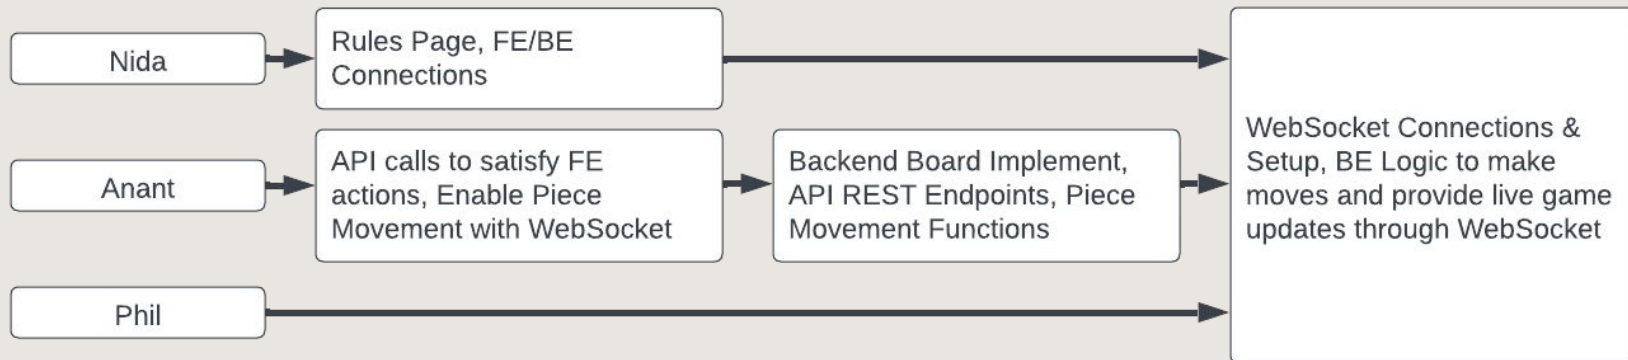 Nida
Rules Page, FE/BE
Connections
Anant
API calls to satisfy FE
actions, Enable Piece
Movement with WebSocket
Backend Board Implement,
API REST Endpoints, Piece
Movement Functions
Phil
WebSocket Connections &
Setup, BE Logic to make
moves and provide live game
updates through WebSocket